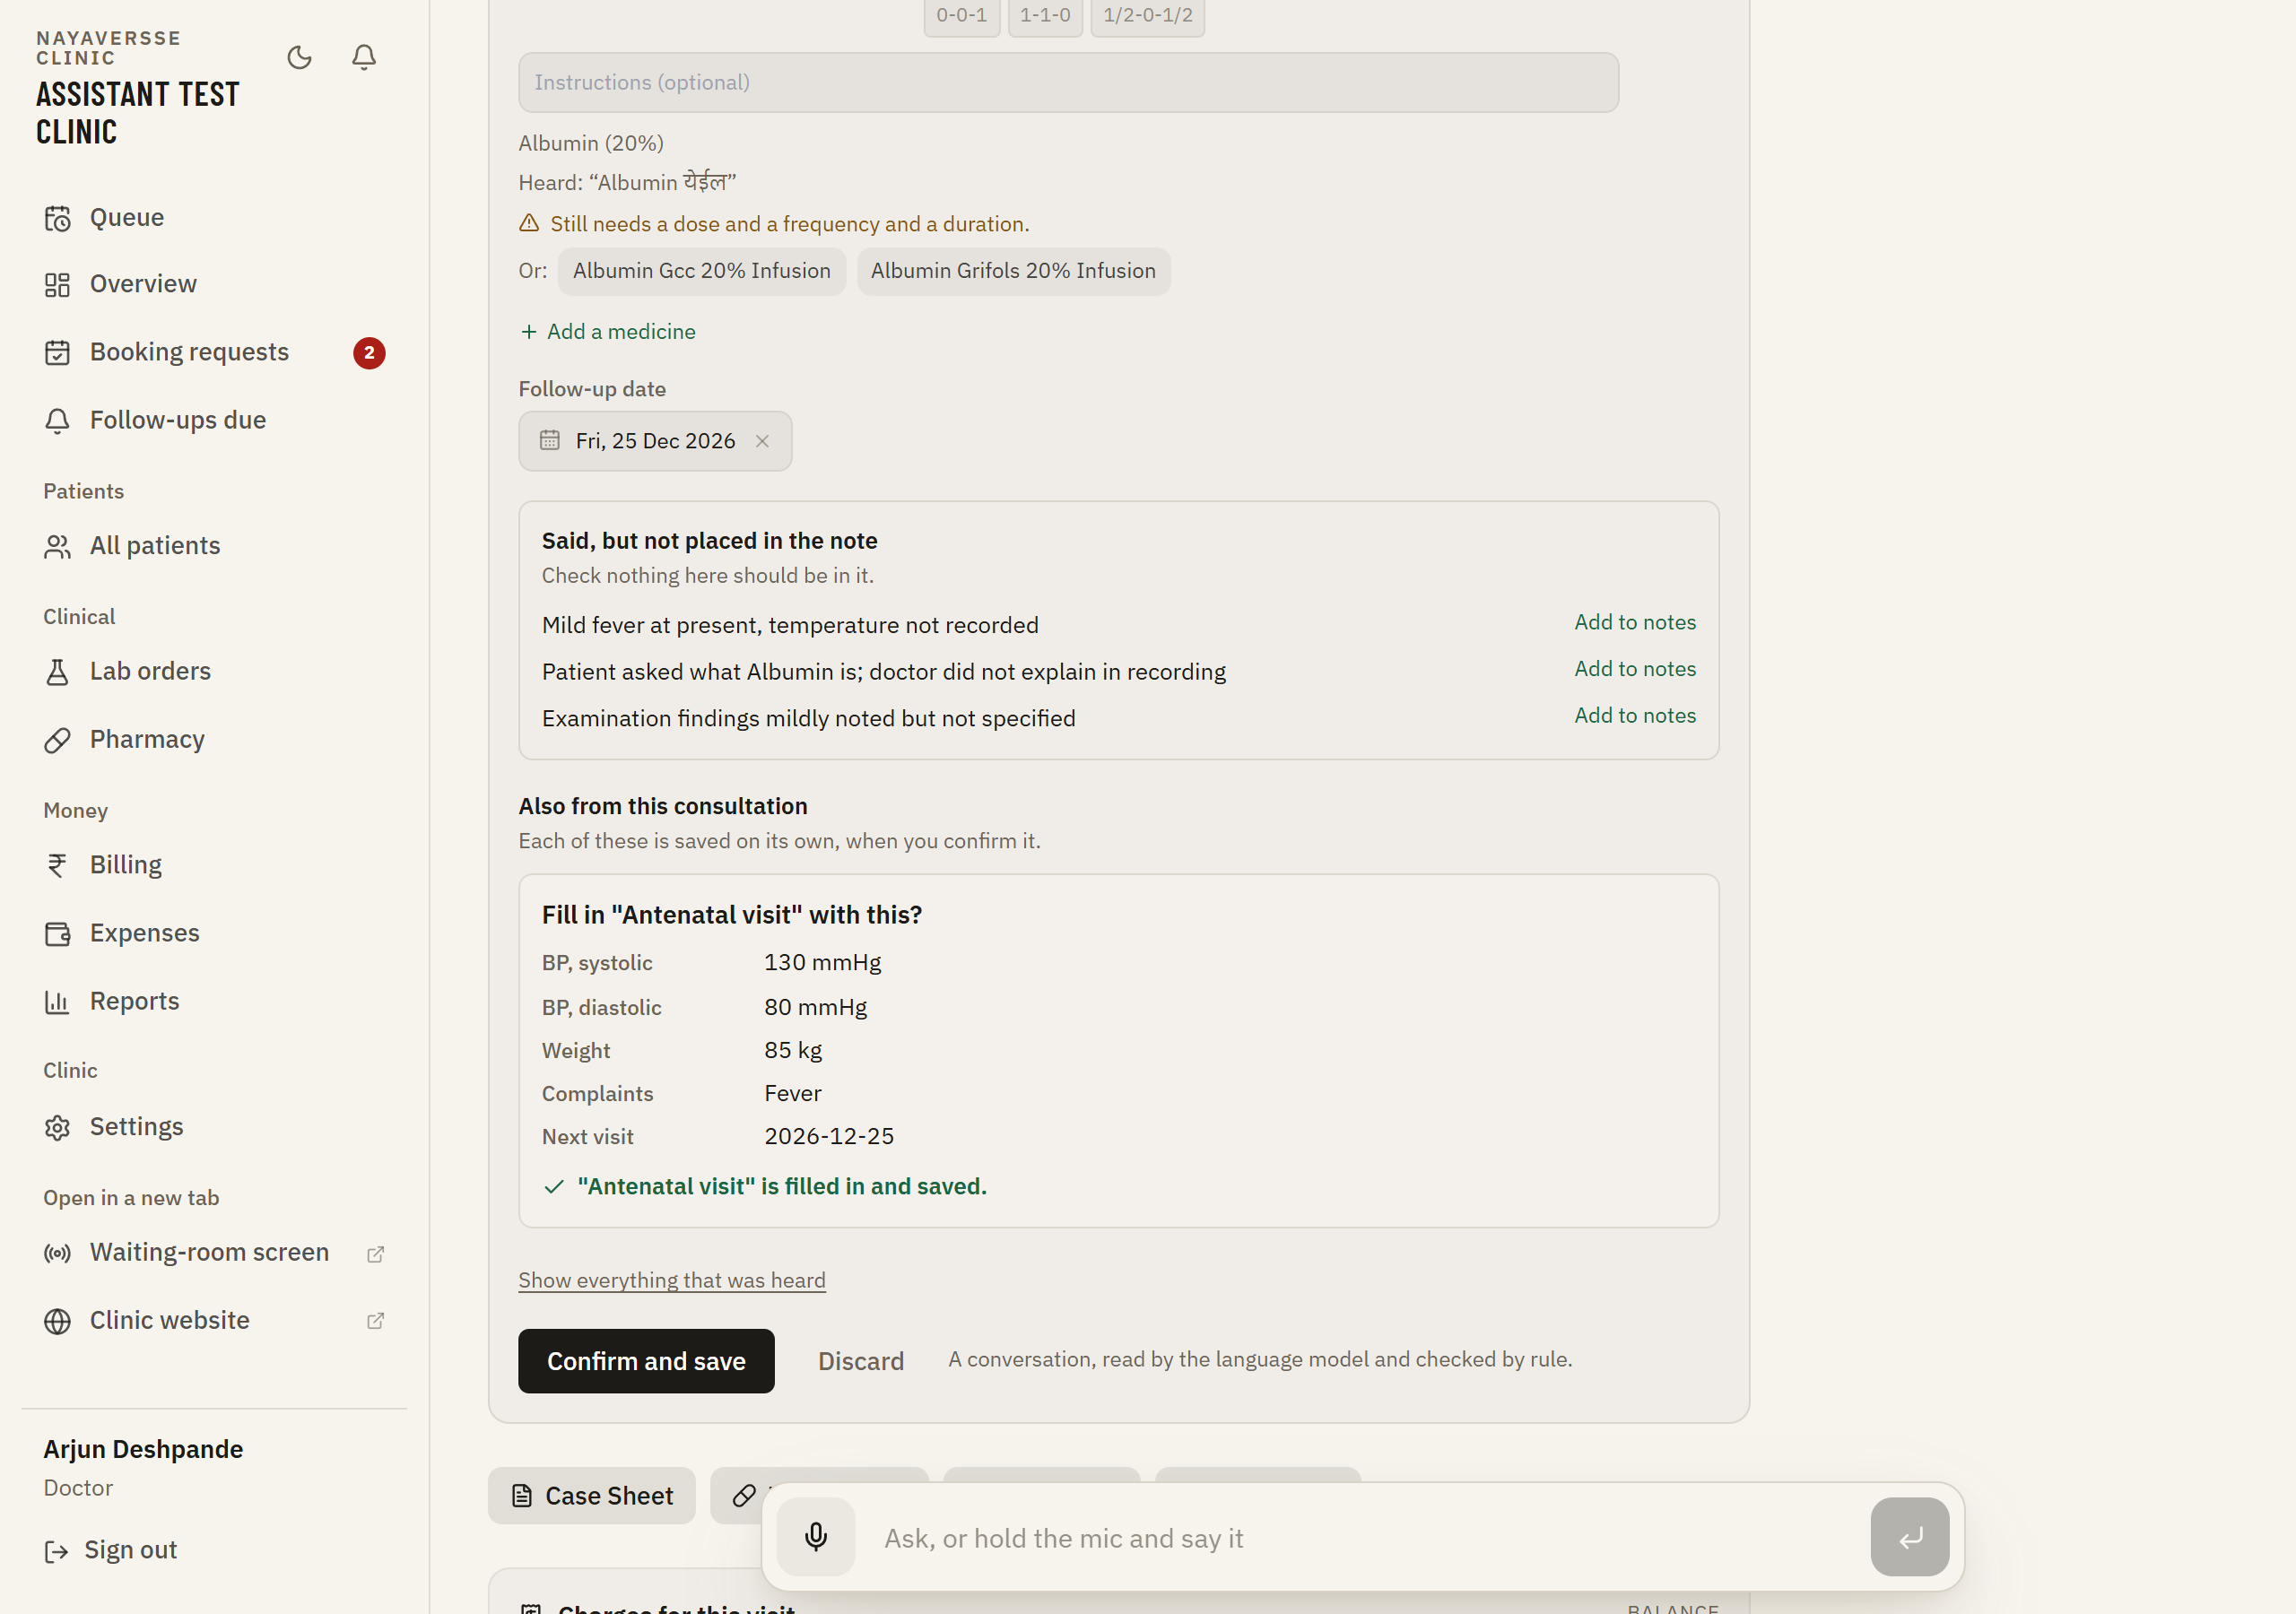 NAYAVERSSE
CLINIC
ASSISTANT TEST
CLINIC
Queue
Overview
Booking requests 2
Follow-ups due
Patients
All patients
Clinical
Lab orders
Pharmacy
Money
Billing
Expenses
Reports
Clinic
Settings
Open in a new tab
Waiting-room screen
Clinic website
Arjun Deshpande
Doctor
Sign out
0-0-1 1-1-0 1/2-0-1/2
Instructions (optional)
Albumin (20%)
Heard: “Albumin येईल”
Still needs a dose and a frequency and a duration.
Or: Albumin Gcc 20% Infusion Albumin Grifols 20% Infusion
+ Add a medicine
Follow-up date
Fri, 25 Dec 2026
Said, but not placed in the note
Check nothing here should be in it.
Mild fever at present, temperature not recorded Add to notes
Patient asked what Albumin is; doctor did not explain in recording Add to notes
Examination findings mildly noted but not specified Add to notes
Also from this consultation
Each of these is saved on its own, when you confirm it.
Fill in "Antenatal visit" with this?
BP, systolic 130 mmHg
BP, diastolic 80 mmHg
Weight 85 kg
Complaints Fever
Next visit 2026-12-25
"Antenatal visit" is filled in and saved.
Show everything that was heard
Confirm and save Discard A conversation, read by the language model and checked by rule.
Case Sheet
Ask, or hold the mic and say it
Charges for this visit BALANCE